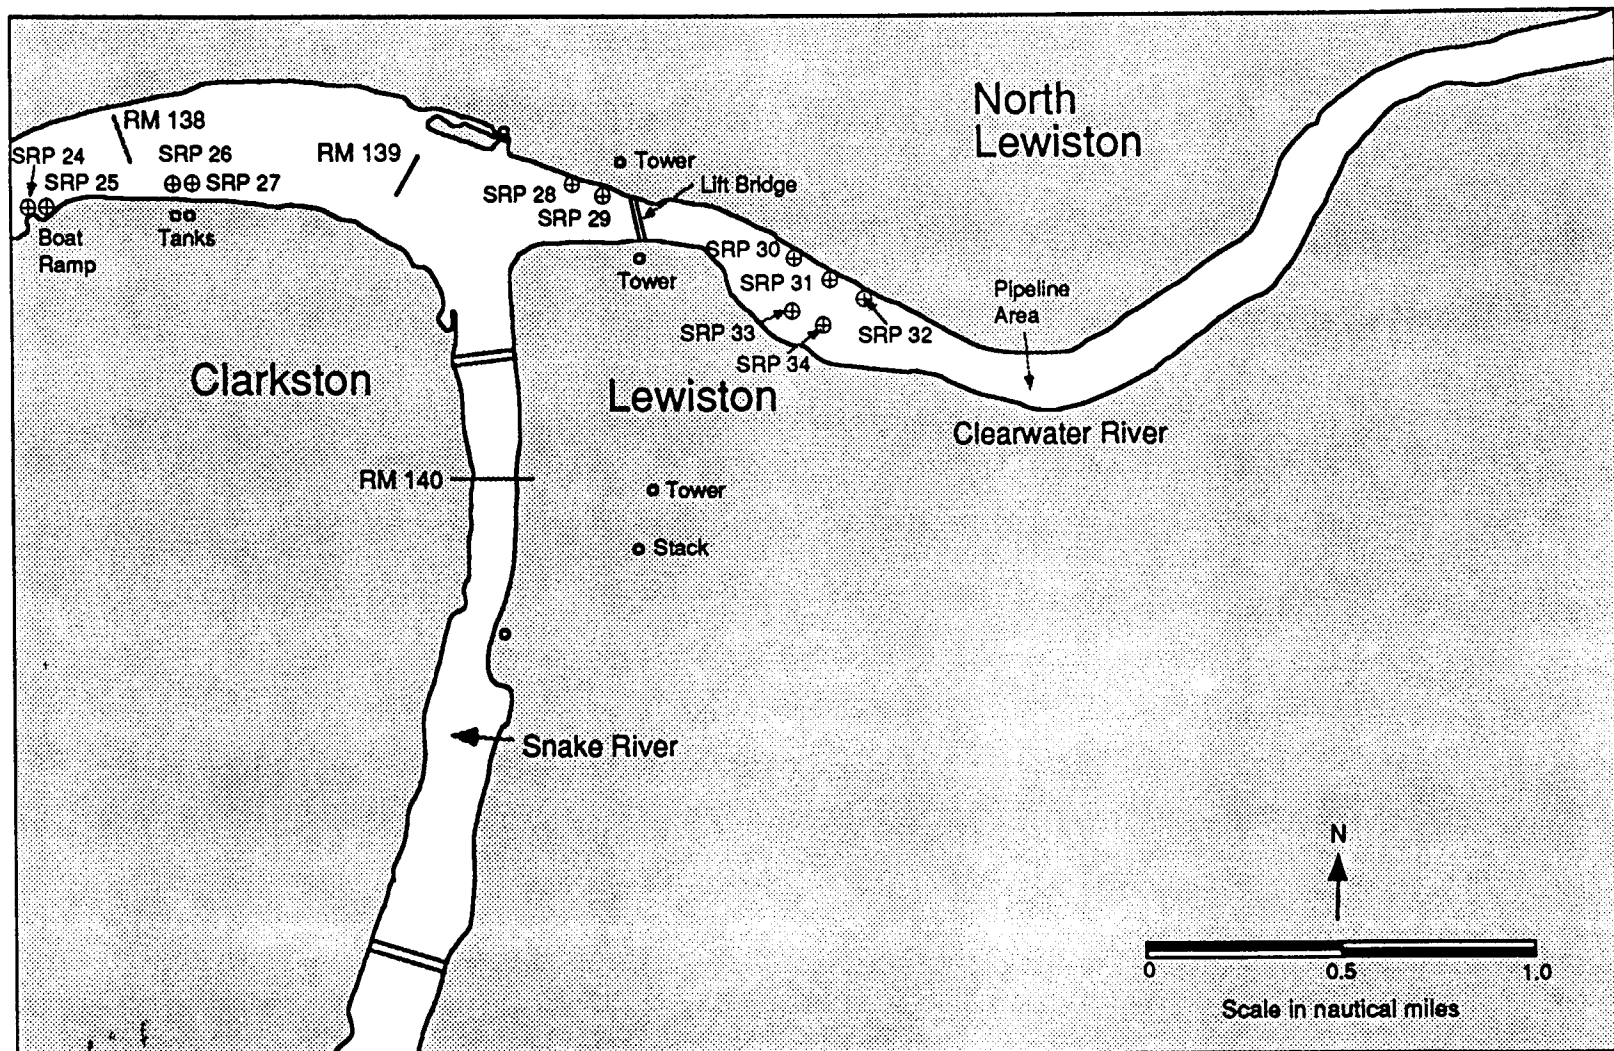 North
Lewiston
RM 138
SRP 24
SRP 26
RM 139
SRP 25
SRP 27
SRP 28
SRP 29
Tower
Lift Bridge
Boat
Ramp
Tanks
Tower
SRP 30
SRP 31
SRP 32
SRP 33
SRP 34
Pipeline
Area
Clarkston
Lewiston
Clearwater River
RM 140
Tower
Stack
Snake River
N
0
0.5
1.0
Scale in nautical miles